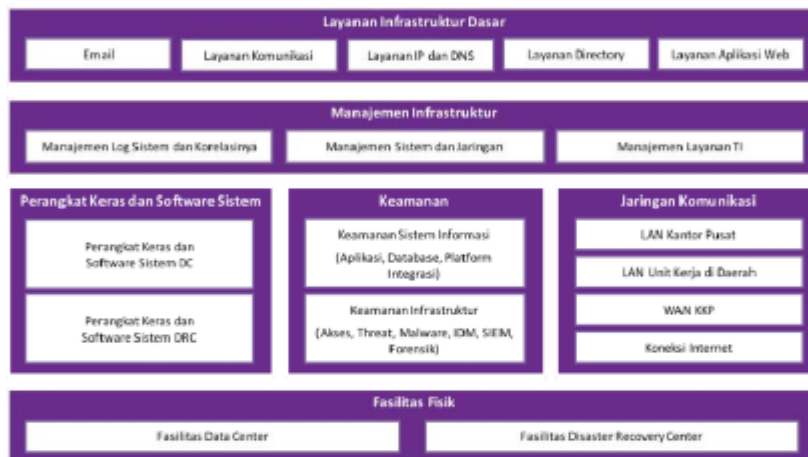 Layanan Infrastruktur Dasar
Email
Layanan Komunikasi
Layanan IP dan DNS
Layanan Directory
Layanan Aplikasi Web
Manajemen Infrastruktur
Manajemen Log Sistem dan Korelasinya
Manajemen Sistem dan Jaringan
Manajemen Layanan TI
Perangkat Keras dan Software Sistem
Perangkat Keras dan
Software Sistem DC
Perangkat Keras dan
Software Sistem DRC
Keamanan
Keamanan Sistem Informasi
(Aplikasi, Database, Platform
Integrasi)
Keamanan Infrastruktur
(Akses, Threat, Malware, IDM, SIEM,
Forensik)
Jaringan Komunikasi
LAN Kantor Pusat
LAN Unit Kerja di Daerah
WAN KKP
Koneksi Internet
Fasilitas Fisik
Fasilitas Data Center
Fasilitas Disaster Recovery Center